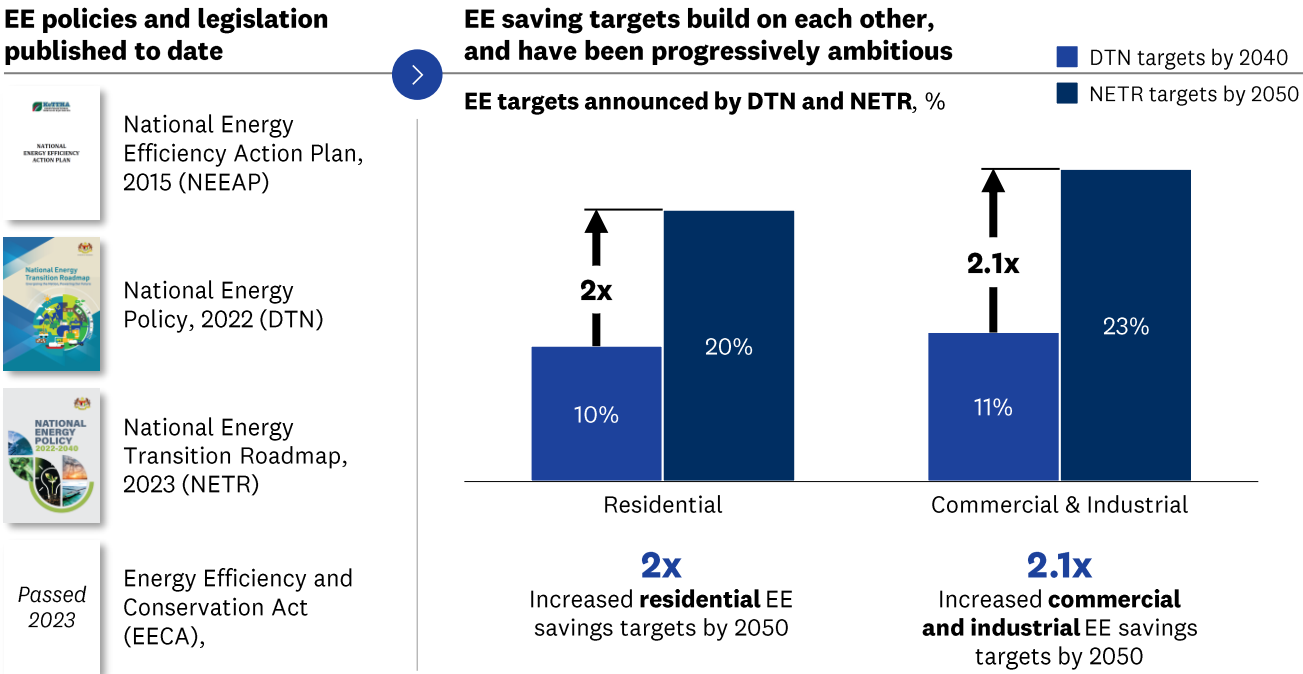 EE policies and legislation
published to date
KeTTHA
NATIONAL
ENERGY EFFICIENCY
ACTION PLAN
National Energy
Efficiency Action Plan,
2015 (NEEAP)
National Energy
Transition Roadmap
National Energy
Policy, 2022 (DTN)
NATIONAL
ENERGY
POLICY
2022-2040
National Energy
Transition Roadmap,
2023 (NETR)
Passed
2023
Energy Efficiency and
Conservation Act
(EECA),
EE saving targets build on each other,
and have been progressively ambitious
DTN targets by 2040
NETR targets by 2050
EE targets announced by DTN and NETR, %
2x
10%
20%
2.1x
11%
23%
Residential
Commercial & Industrial
2x
Increased residential EE
savings targets by 2050
2.1x
Increased commercial
and industrial EE savings
targets by 2050